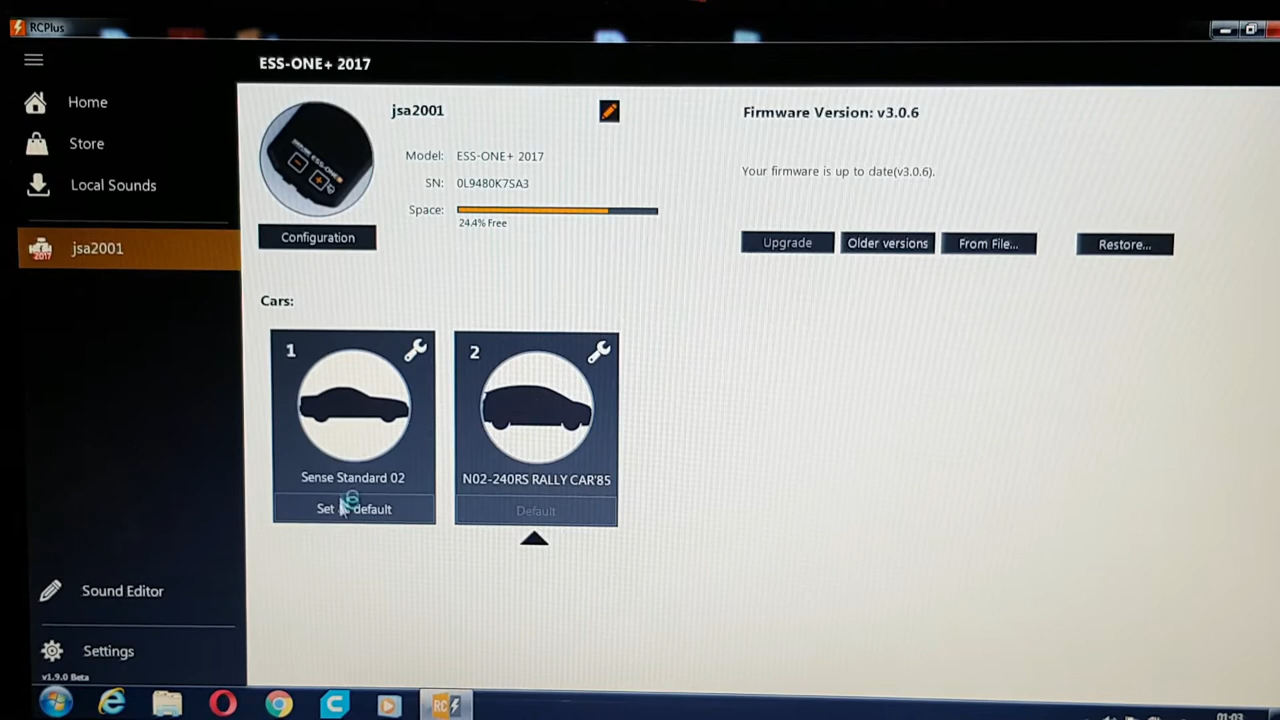 RCPlus
ESS-ONE+ 2017
Home
Store
Local Sounds
jsa2001
Sound Editor
Settings
v1.9.0 Beta
jsa2001
Model: ESS-ONE+ 2017
SN: 0L9480K7SA3
Space:
24.4% Free
Configuration
Firmware Version: v3.0.6
Your firmware is up to date(v3.0.6).
Upgrade
Older versions
From File...
Restore...
Cars:
1
Sense Standard 02
Set default
2
N02-240RS RALLY CAR'85
Default
RC
01:03